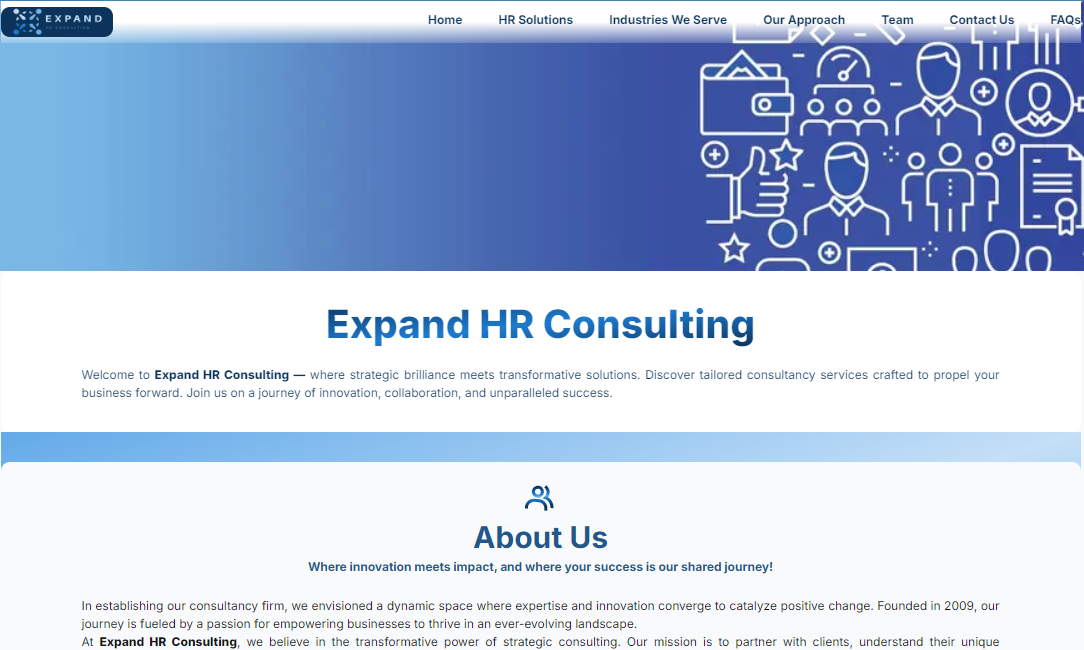 EXPAND
HR CONSULTING
Home HR Solutions Industries We Serve Our Approach Team Contact Us FAQs
Expand HR Consulting
Welcome to Expand HR Consulting — where strategic brilliance meets transformative solutions. Discover tailored consultancy services crafted to propel your
business forward. Join us on a journey of innovation, collaboration, and unparalleled success.
About Us
Where innovation meets impact, and where your success is our shared journey!
In establishing our consultancy firm, we envisioned a dynamic space where expertise and innovation converge to catalyze positive change. Founded in 2009, our
journey is fueled by a passion for empowering businesses to thrive in an ever-evolving landscape.
At Expand HR Consulting, we believe in the transformative power of strategic consulting. Our mission is to partner with clients, understand their unique